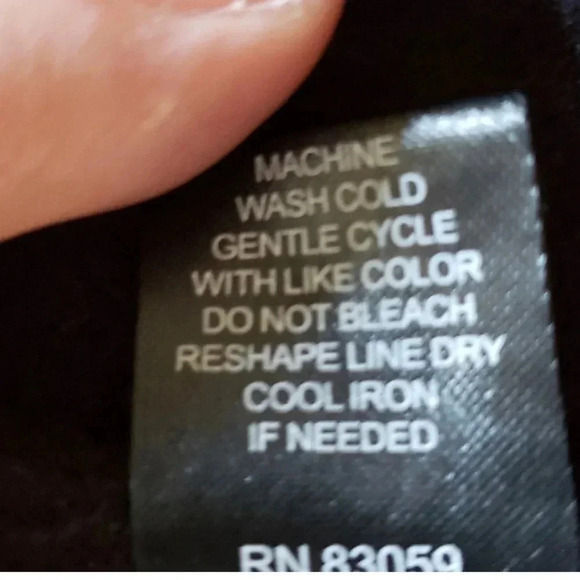 MACHINE
WASH COLD
GENTLE CYCLE
WITH LIKE COLOR
DO NOT BLEACH
RESHAPE LINE DRY
COOL IRON
IF NEEDED
RN 83059